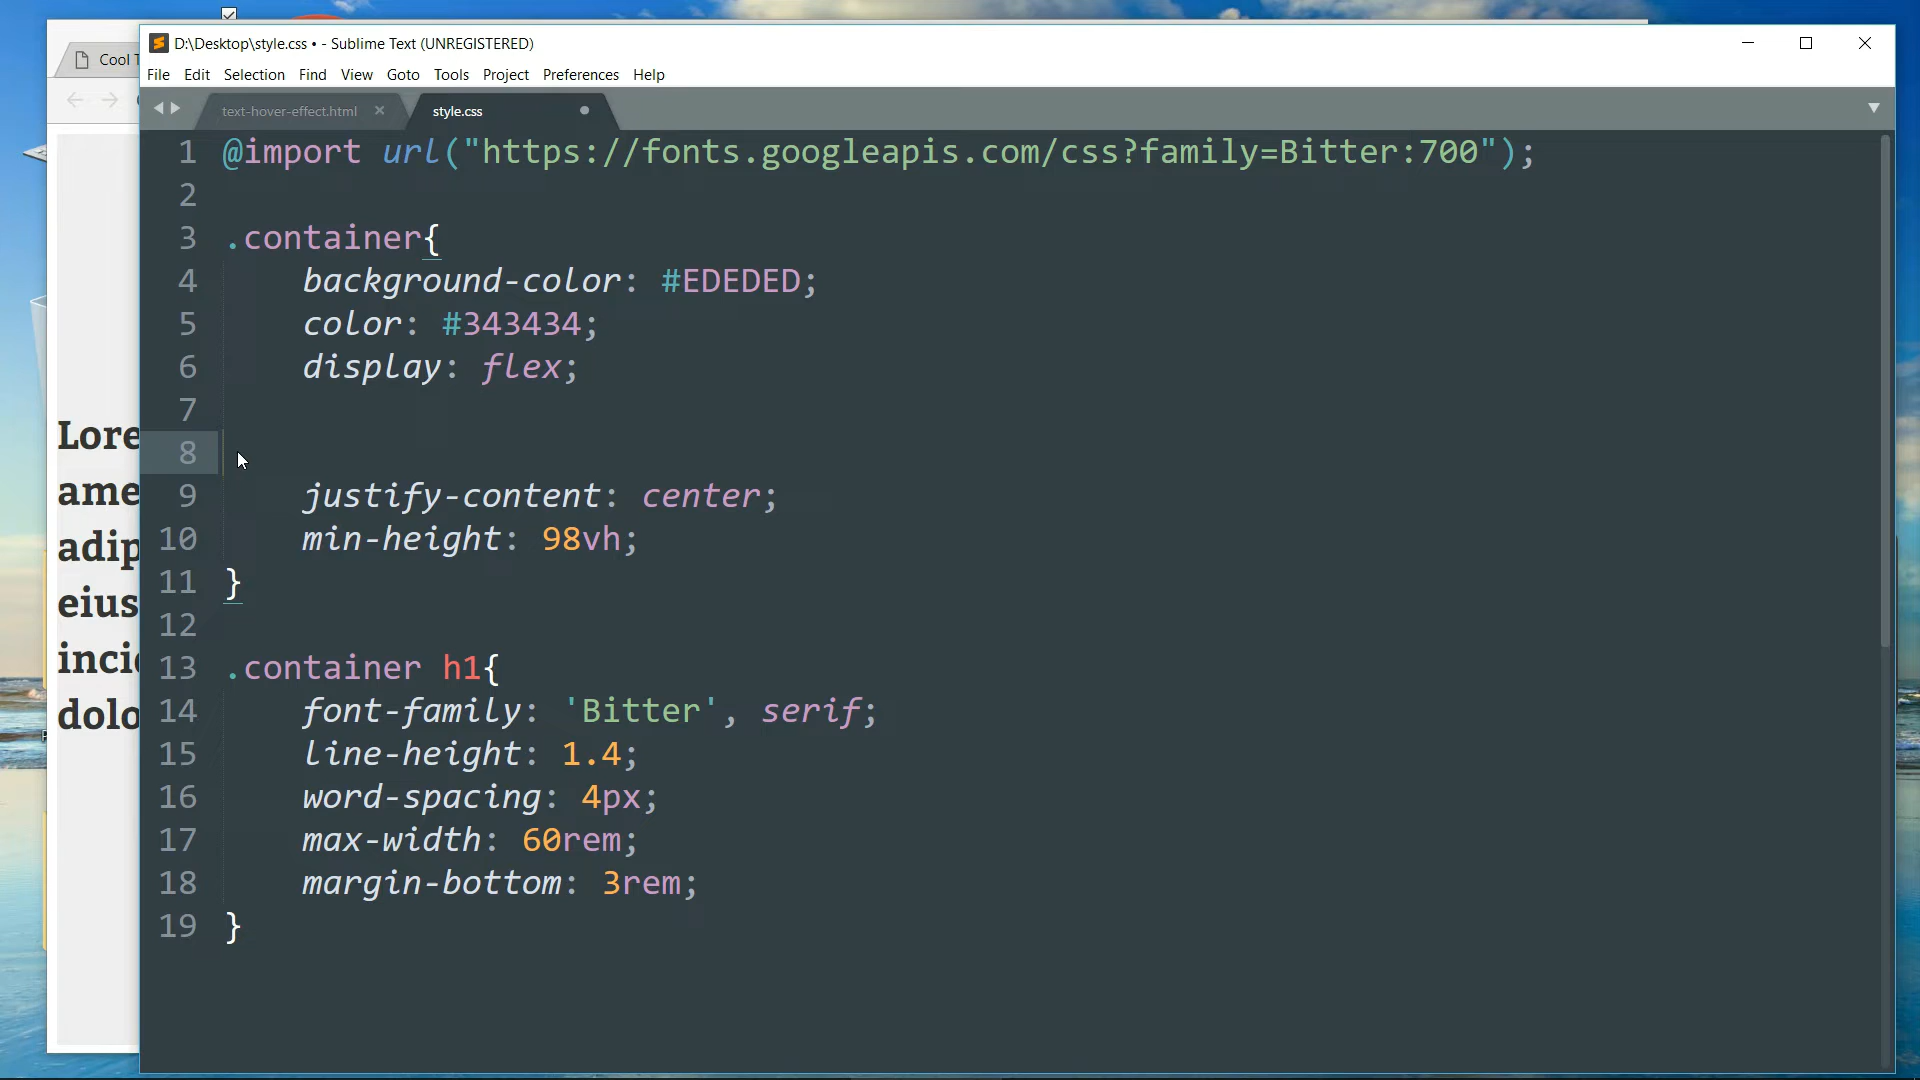 D:\Desktop\style.css • - Sublime Text (UNREGISTERED)
File Edit Selection Find View Goto Tools Project Preferences Help
Cool
text-hover-effect.html
style.css
1 @import url("https://fonts.googleapis.com/css?family=Bitter:700");
2
3 .container{
4 background-color: #EDEDED;
5 color: #343434;
6 display: flex;
7
8
9 justify-content: center;
10 min-height: 98vh;
11 }
12
13 .container h1{
14 font-family: 'Bitter', serif;
15 line-height: 1.4;
16 word-spacing: 4px;
17 max-width: 60rem;
18 margin-bottom: 3rem;
19 }
Lore
ame
adip
eius
inci
dolo